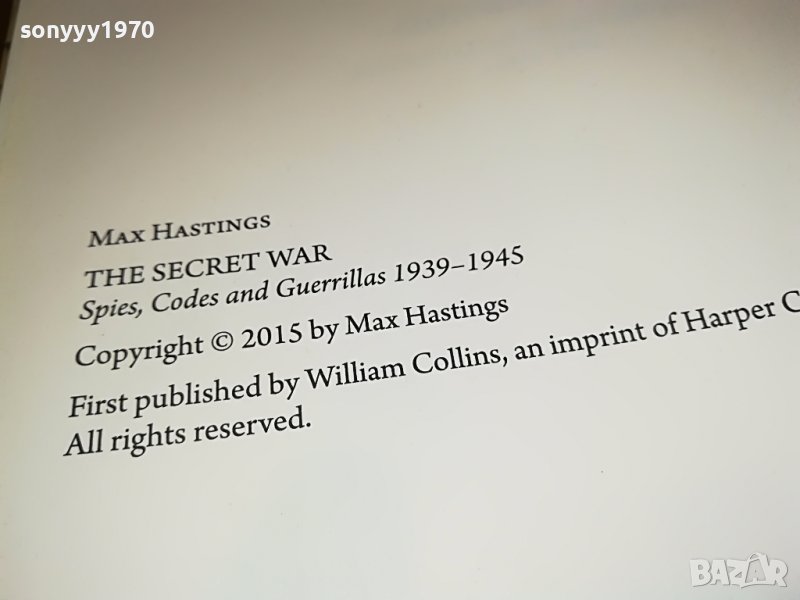 sonyyy1970
MAX HASTINGS
THE SECRET WAR
Spies, Codes and Guerrillas 1939–1945
Copyright © 2015 by Max Hastings
First published by William Collins, an imprint of Harper C
All rights reserved.
BAZAR